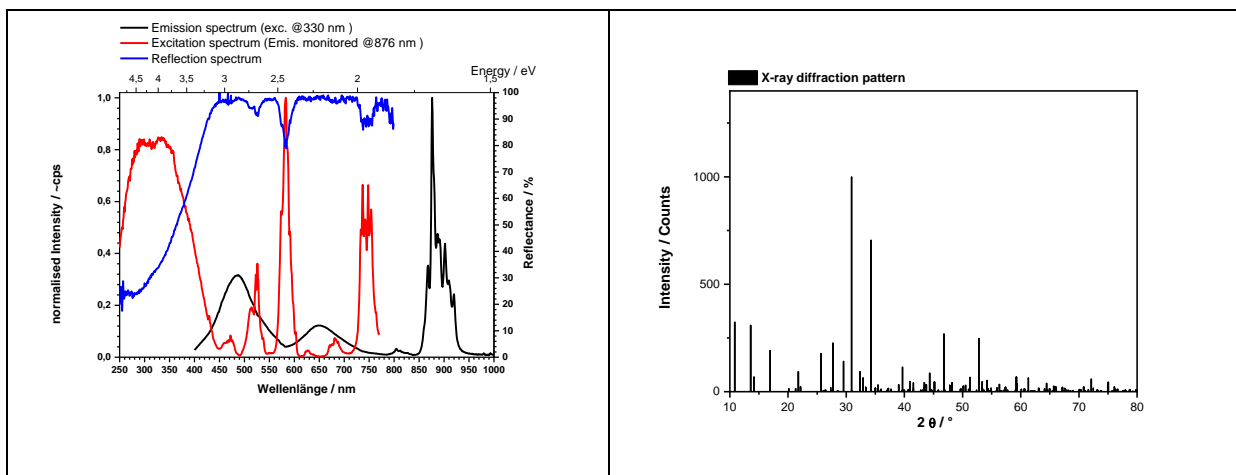 Emission spectrum (exc. @330 nm )
Excitation spectrum (Emis. monitored @876 nm )
Reflection spectrum
Energy / eV
4,5 4 3,5 3 2,5 2 1,5
normalised Intensity / ~cps
1,0
0,8
0,6
0,4
0,2
0,0
100
90
80
70
60
50
40
30
20
10
0
Reflectance / %
250 300 350 400 450 500 550 600 650 700 750 800 850 900 950 1000
Wellenlänge / nm
X-ray diffraction pattern
Intensity / Counts
1000
500
0
10 20 30 40 50 60 70 80
2 θ / °